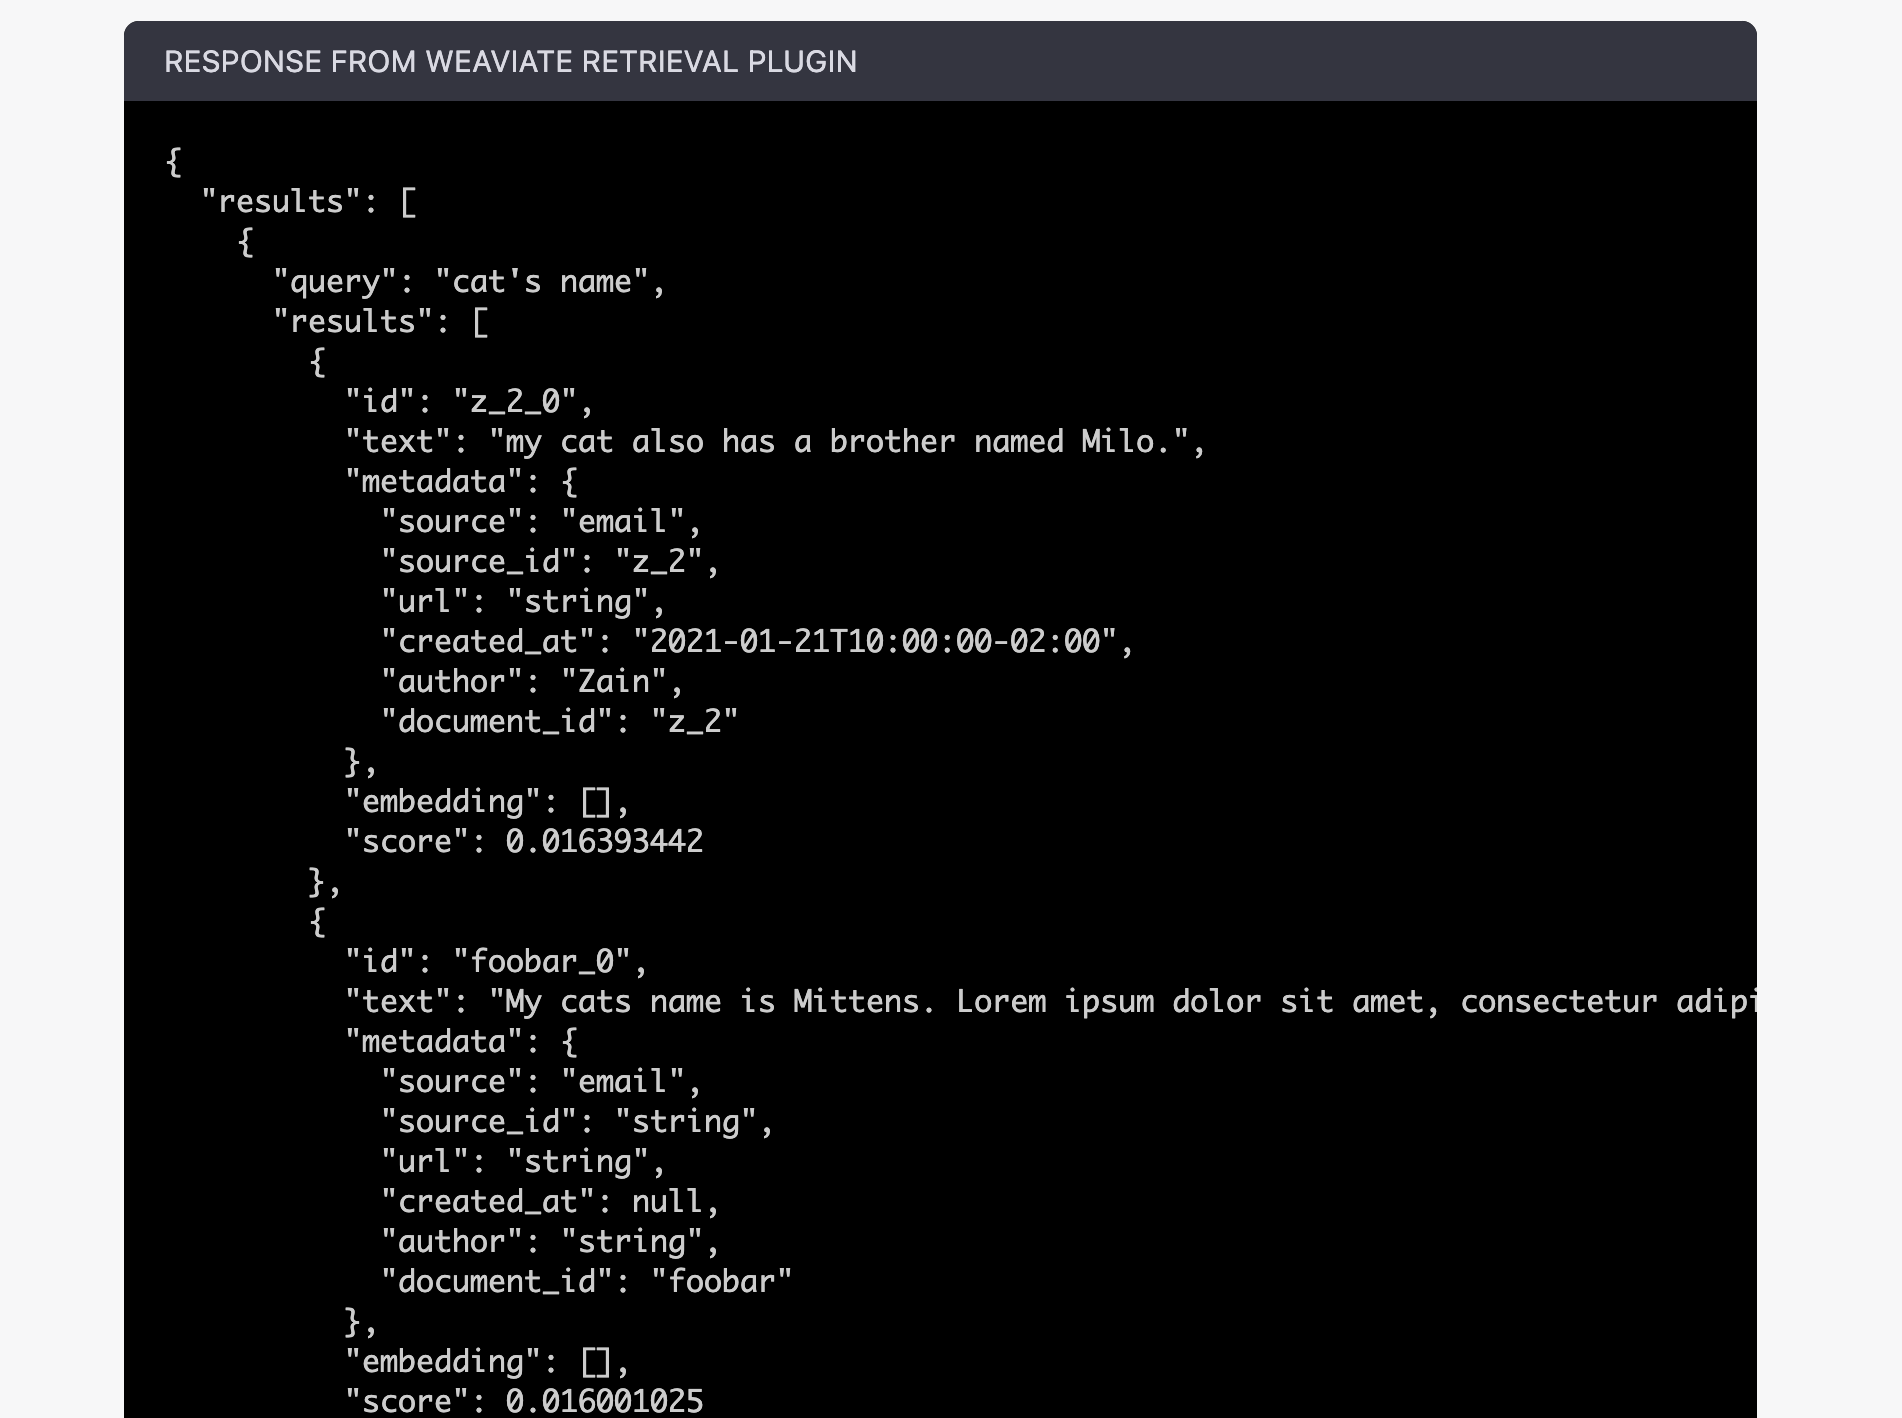 RESPONSE FROM WEAVIATE RETRIEVAL PLUGIN
{
  "results": [
    {
      "query": "cat's name",
      "results": [
        {
          "id": "z_2_0",
          "text": "my cat also has a brother named Milo.",
          "metadata": {
            "source": "email",
            "source_id": "z_2",
            "url": "string",
            "created_at": "2021-01-21T10:00:00-02:00",
            "author": "Zain",
            "document_id": "z_2"
          },
          "embedding": [],
          "score": 0.016393442
        },
        {
          "id": "foobar_0",
          "text": "My cats name is Mittens. Lorem ipsum dolor sit amet, consectetur adipi
          "metadata": {
            "source": "email",
            "source_id": "string",
            "url": "string",
            "created_at": null,
            "author": "string",
            "document_id": "foobar"
          },
          "embedding": [],
          "score": 0.016001025